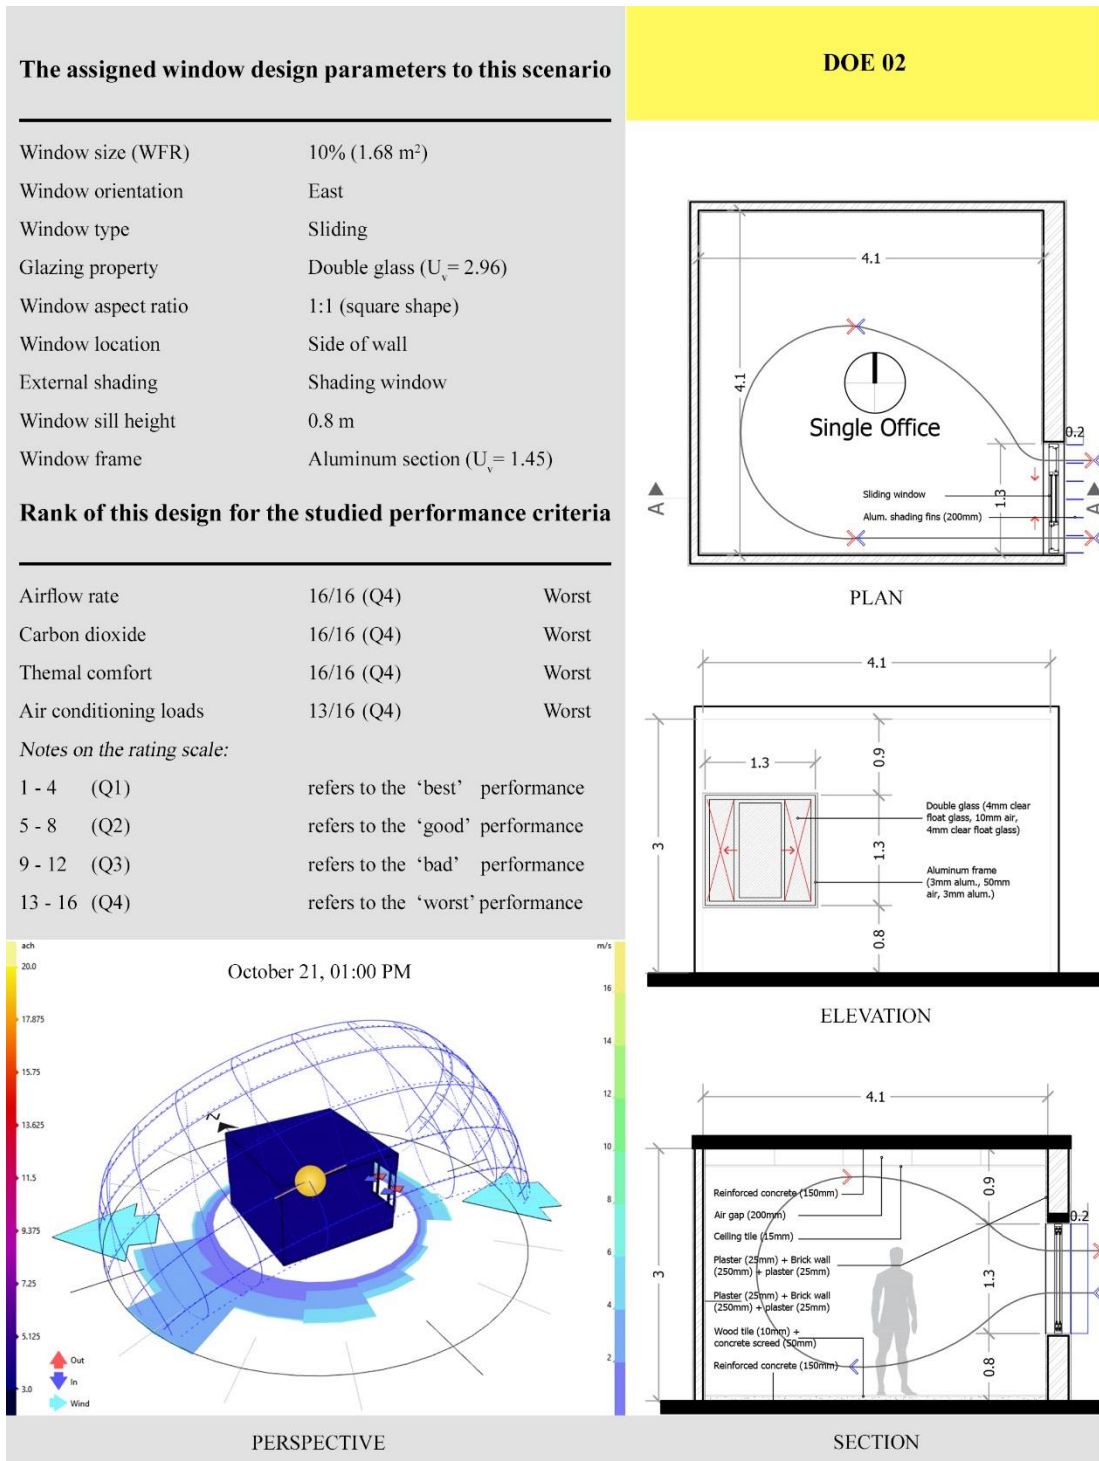 The assigned window design parameters to this scenario
Window size (WFR) 10% (1.68 m²)
Window orientation East
Window type Sliding
Glazing property Double glass (Uv= 2.96)
Window aspect ratio 1:1 (square shape)
Window location Side of wall
External shading Shading window
Window sill height 0.8 m
Window frame Aluminum section (Uv= 1.45)
Rank of this design for the studied performance criteria
Airflow rate 16/16 (Q4) Worst
Carbon dioxide 16/16 (Q4) Worst
Themal comfort 16/16 (Q4) Worst
Air conditioning loads 13/16 (Q4) Worst
Notes on the rating scale:
1 - 4 (Q1) refers to the ‘best’ performance
5 - 8 (Q2) refers to the ‘good’ performance
9 - 12 (Q3) refers to the ‘bad’ performance
13 - 16 (Q4) refers to the ‘worst’ performance
ach
20.0
17.875
15.75
13.625
11.5
9.375
7.25
5.125
3.0
October 21, 01:00 PM
N
Out
In
Wind
m/s
16
14
12
10
8
6
4
2
PERSPECTIVE
DOE 02
4.1
4.1
Single Office
0.2
1.3
Sliding window
Alum. shading fins (200mm)
A
A
PLAN
4.1
0.9
1.3
3
1.3
0.8
Double glass (4mm clear
float glass, 10mm air,
4mm clear float glass)
Aluminum frame
(3mm alum., 50mm
air, 3mm alum.)
ELEVATION
4.1
Reinforced concrete (150mm)
Air gap (200mm)
Ceiling tile (15mm)
Plaster (25mm) + Brick wall
(250mm) + plaster (25mm)
Plaster (25mm) + Brick wall
(250mm) + plaster (25mm)
Wood tile (10mm) +
concrete screed (50mm)
Reinforced concrete (150mm)
3
0.9
0.2
1.3
0.8
SECTION